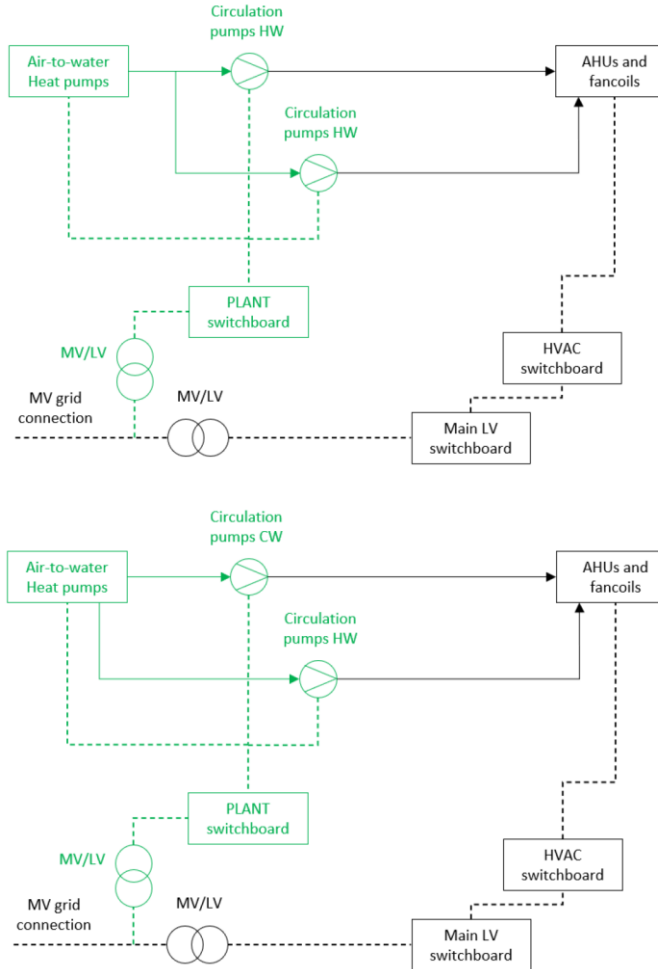 Circulation
pumps HW
Air-to-water
Heat pumps
AHUs and
fancoils
Circulation
pumps HW
PLANT
switchboard
MV/LV
HVAC
switchboard
MV grid
connection
MV/LV
Main LV
switchboard
Circulation
pumps CW
Air-to-water
Heat pumps
AHUs and
fancoils
Circulation
pumps HW
PLANT
switchboard
MV/LV
HVAC
switchboard
MV grid
connection
MV/LV
Main LV
switchboard